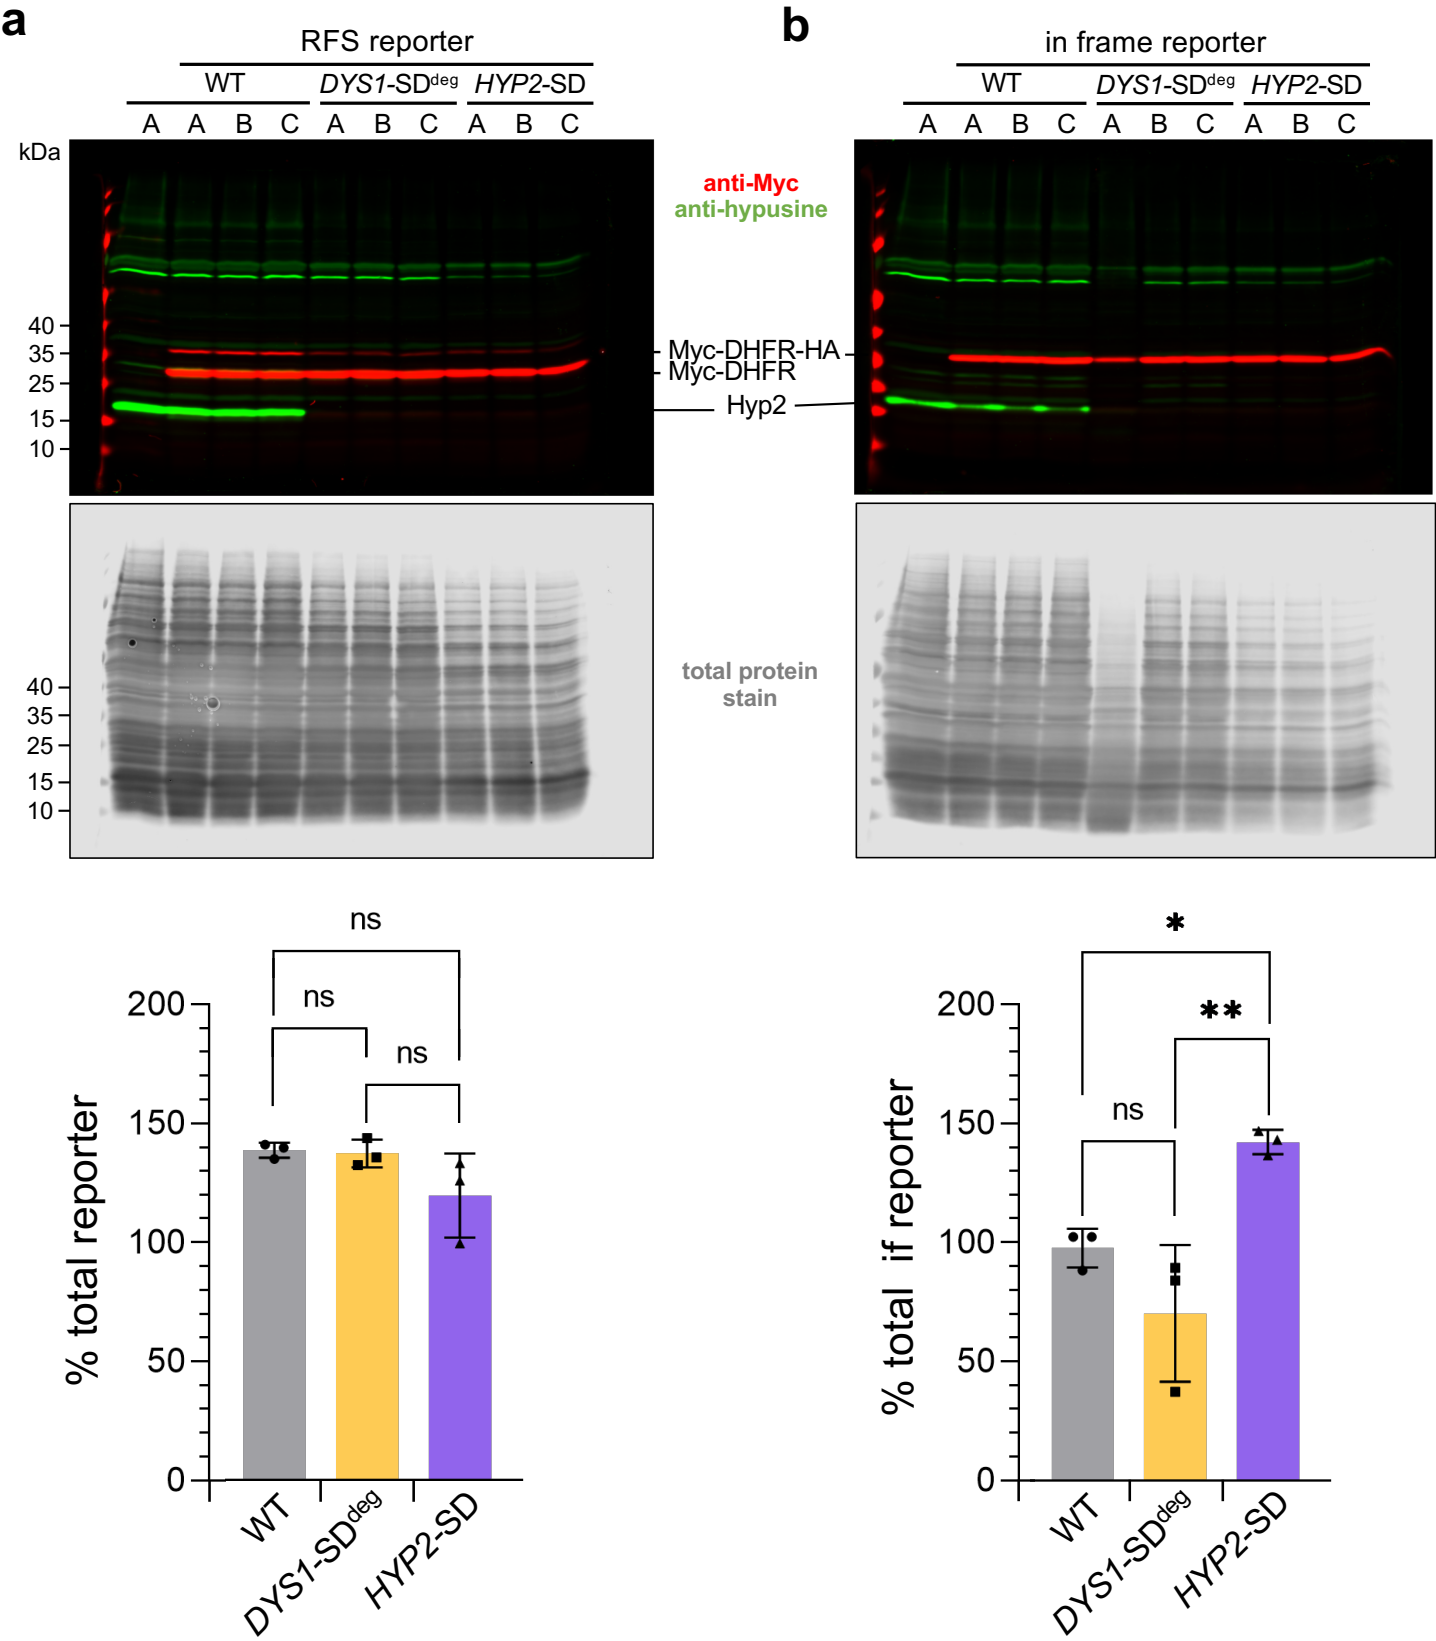 a
RFS reporter
WT DYS1-SDdeg HYP2-SD
A A B C A B C A B C
kDa
40
35
25
15
10
b
in frame reporter
WT DYS1-SDdeg HYP2-SD
A A B C A B C A B C
anti-Myc
anti-hypusine
Myc-DHFR-HA
Myc-DHFR
Hyp2
40
35
25
15
10
total protein
stain
ns
ns
ns
% total reporter
200
150
100
50
0
WT
DYS1-SDdeg
HYP2-SD
*
**
ns
% total if reporter
200
150
100
50
0
WT
DYS1-SDdeg
HYP2-SD